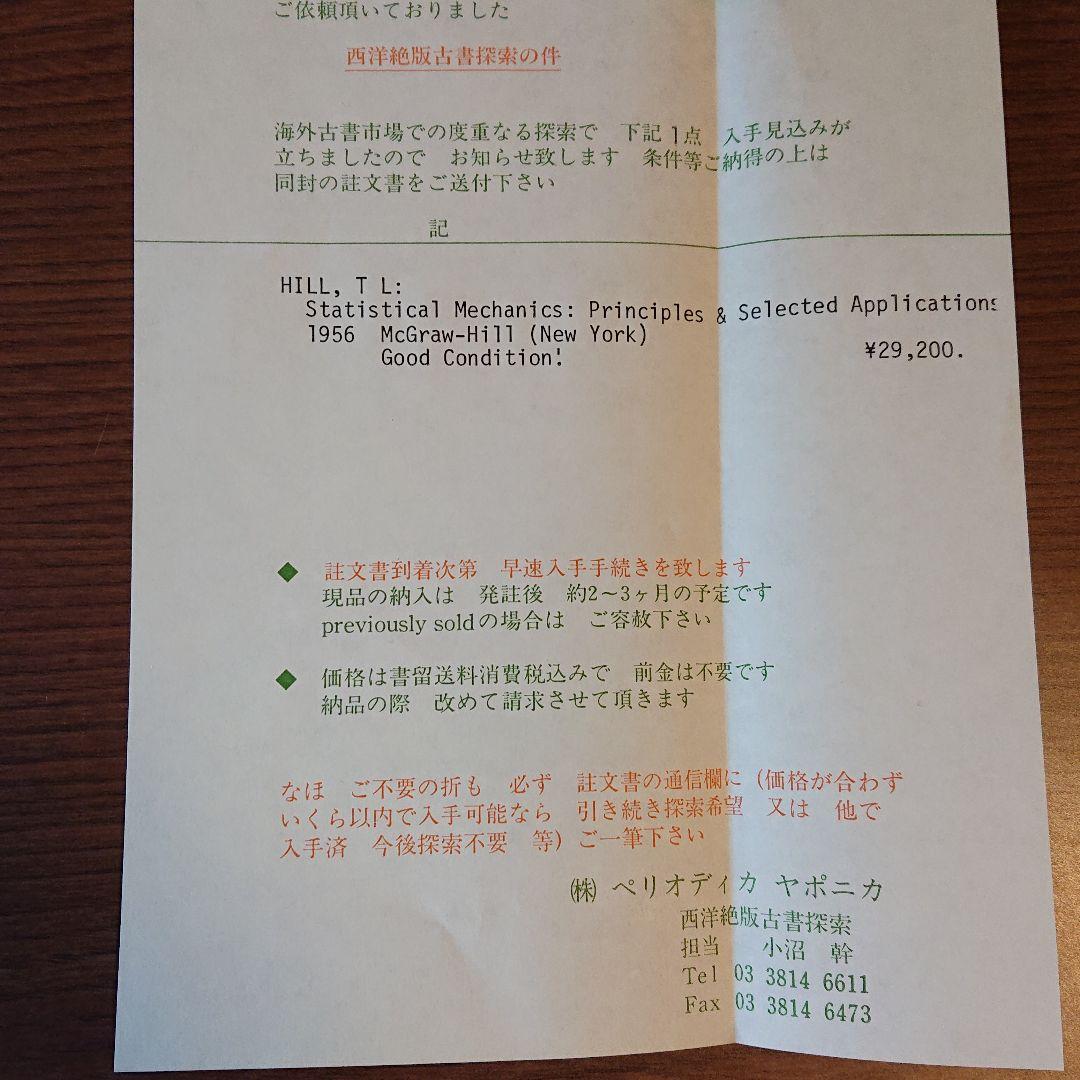 ご依頼頂いておりました
西洋絶版古書探索の件
海外古書市場での度重なる探索で　下記1点　入手見込みが
立ちましたので　お知らせ致します　条件等ご納得の上は
同封の註文書をご送付下さい
記
HILL, T L:
Statistical Mechanics: Principles & Selected Applications
1956 McGraw-Hill (New York)
Good Condition! ¥29,200.
◆ 註文書到着次第　早速入手手続きを致します
現品の納入は　発註後　約2～3ヶ月の予定です
previously soldの場合は　ご容赦下さい
◆ 価格は書留送料消費税込みで　前金は不要です
納品の際　改めて請求させて頂きます
なほ　ご不要の折も　必ず　註文書の通信欄に（価格が合わず
いくら以内で入手可能なら　引き続き探索希望　又は　他で
入手済　今後探索不要　等）ご一筆下さい
㈱ ペリオディカ ヤポニカ
西洋絶版古書探索
担当　小沼　幹
Tel 03 3814 6611
Fax 03 3814 6473